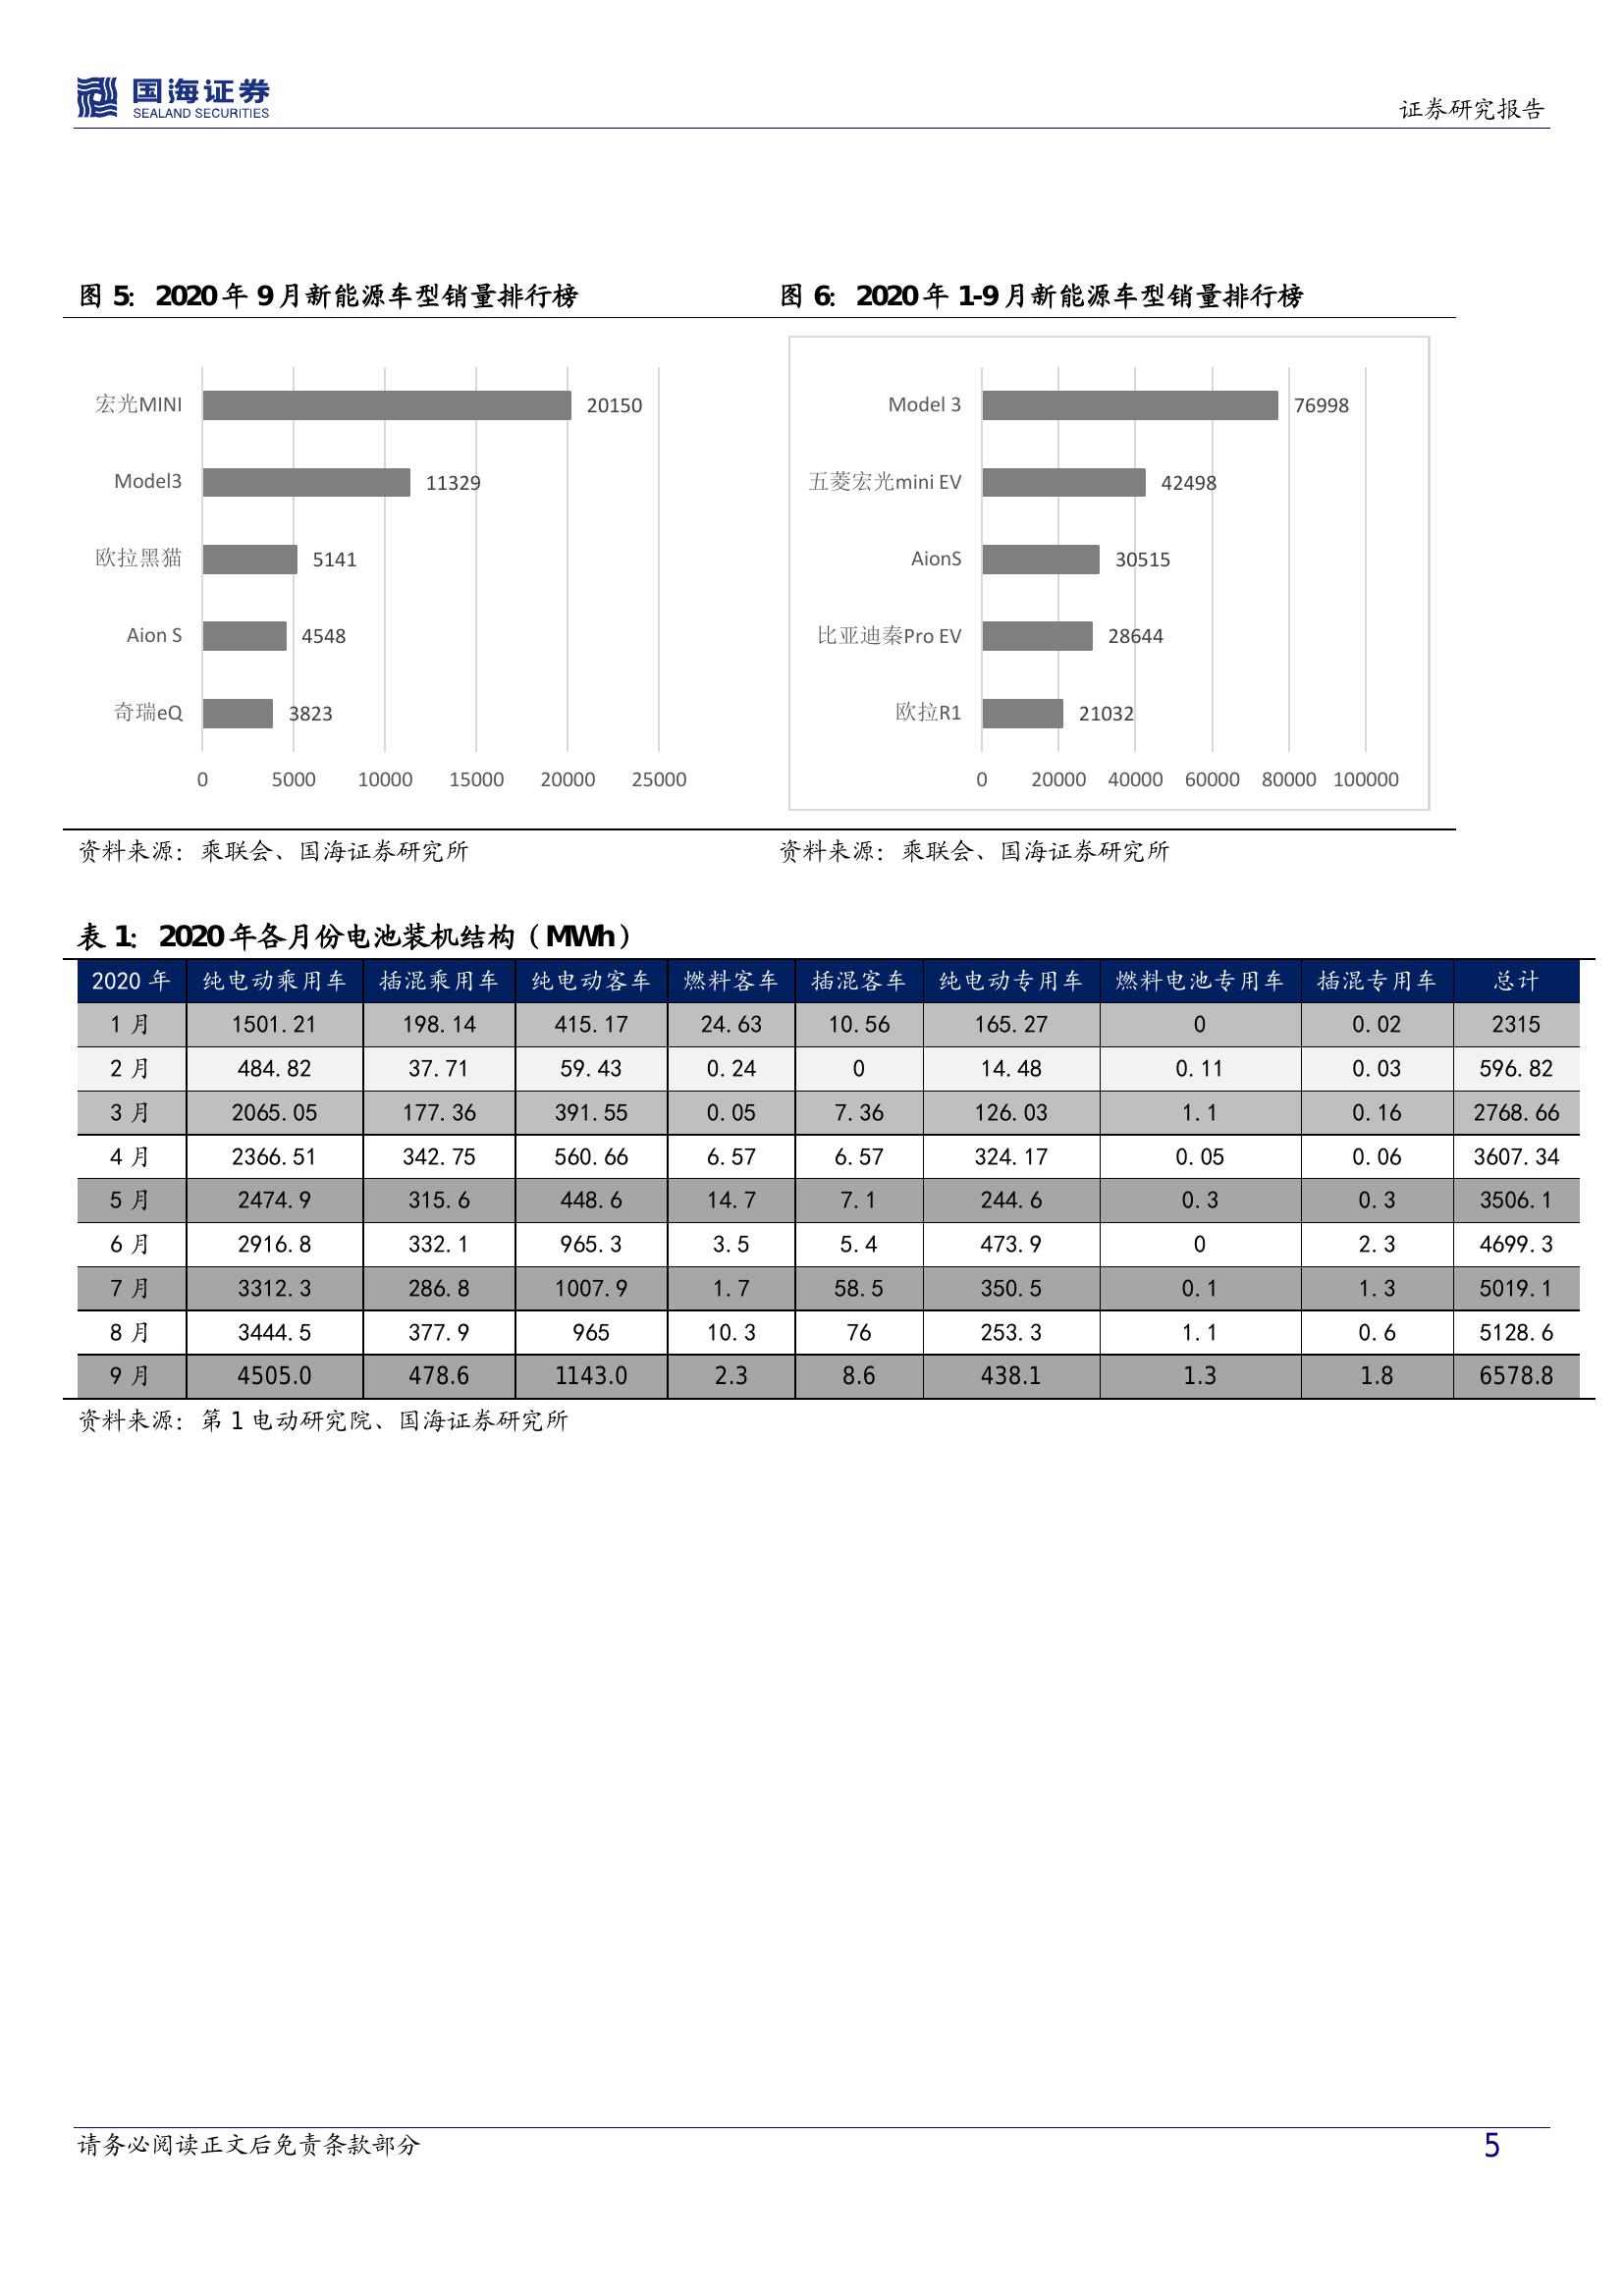 国海证券
SEALAND SECURITIES
证券研究报告
图 5：2020 年 9 月新能源车型销量排行榜
宏光MINI 20150
Model3 11329
欧拉黑猫 5141
Aion S 4548
奇瑞eQ 3823
0 5000 10000 15000 20000 25000
资料来源：乘联会、国海证券研究所
图 6：2020 年 1-9 月新能源车型销量排行榜
Model 3 76998
五菱宏光mini EV 42498
AionS 30515
比亚迪秦Pro EV 28644
欧拉R1 21032
0 20000 40000 60000 80000 100000
资料来源：乘联会、国海证券研究所
表 1：2020 年各月份电池装机结构（MWh）
2020 年 纯电动乘用车 插混乘用车 纯电动客车 燃料客车 插混客车 纯电动专用车 燃料电池专用车 插混专用车 总计
1 月 1501.21 198.14 415.17 24.63 10.56 165.27 0 0.02 2315
2 月 484.82 37.71 59.43 0.24 0 14.48 0.11 0.03 596.82
3 月 2065.05 177.36 391.55 0.05 7.36 126.03 1.1 0.16 2768.66
4 月 2366.51 342.75 560.66 6.57 6.57 324.17 0.05 0.06 3607.34
5 月 2474.9 315.6 448.6 14.7 7.1 244.6 0.3 0.3 3506.1
6 月 2916.8 332.1 965.3 3.5 5.4 473.9 0 2.3 4699.3
7 月 3312.3 286.8 1007.9 1.7 58.5 350.5 0.1 1.3 5019.1
8 月 3444.5 377.9 965 10.3 76 253.3 1.1 0.6 5128.6
9 月 4505.0 478.6 1143.0 2.3 8.6 438.1 1.3 1.8 6578.8
资料来源：第 1 电动研究院、国海证券研究所
请务必阅读正文后免责条款部分
5